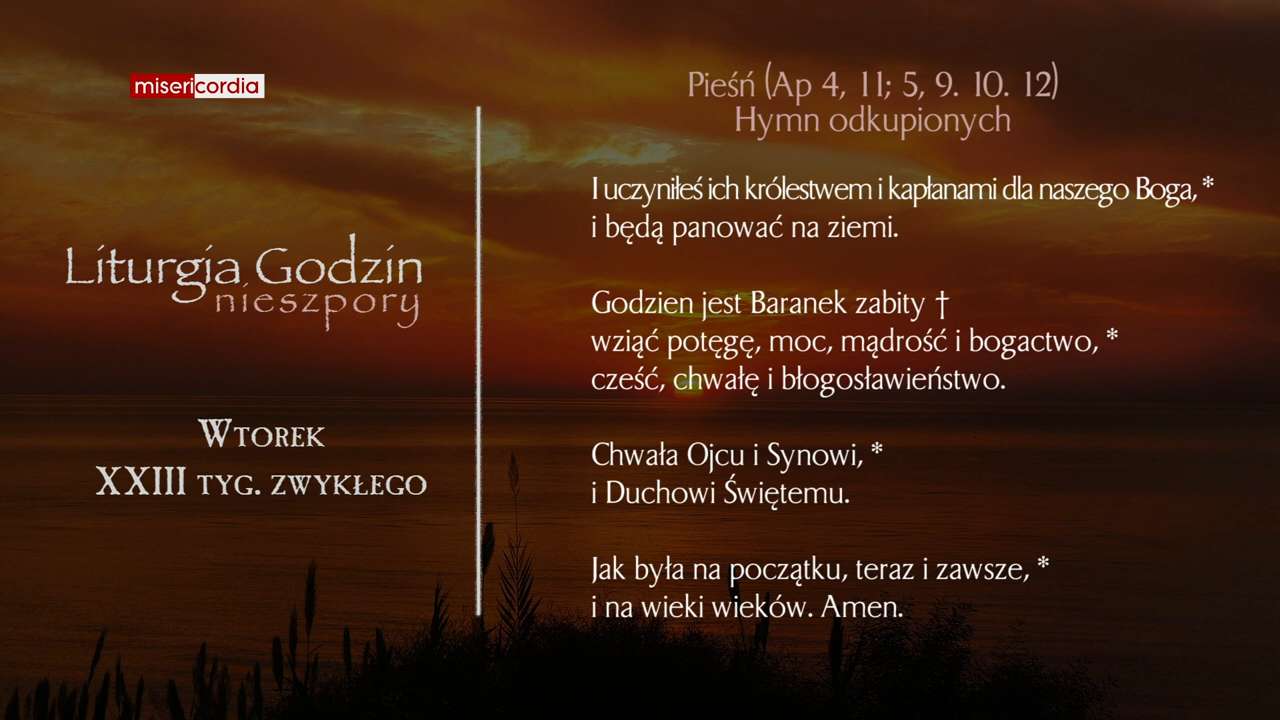 misericordia
Liturgia Godzin
nieszpory
Wtorek
XXIII tyg. zwykłego
Pieśń (Ap 4, 11; 5, 9. 10. 12)
Hymn odkupionych
I uczyniłeś ich królestwem i kapłanami dla naszego Boga, *
i będą panować na ziemi.
Godzien jest Baranek zabity †
wziąć potęgę, moc, mądrość i bogactwo, *
cześć, chwałę i błogosławieństwo.
Chwała Ojcu i Synowi, *
i Duchowi Świętemu.
Jak była na początku, teraz i zawsze, *
i na wieki wieków. Amen.